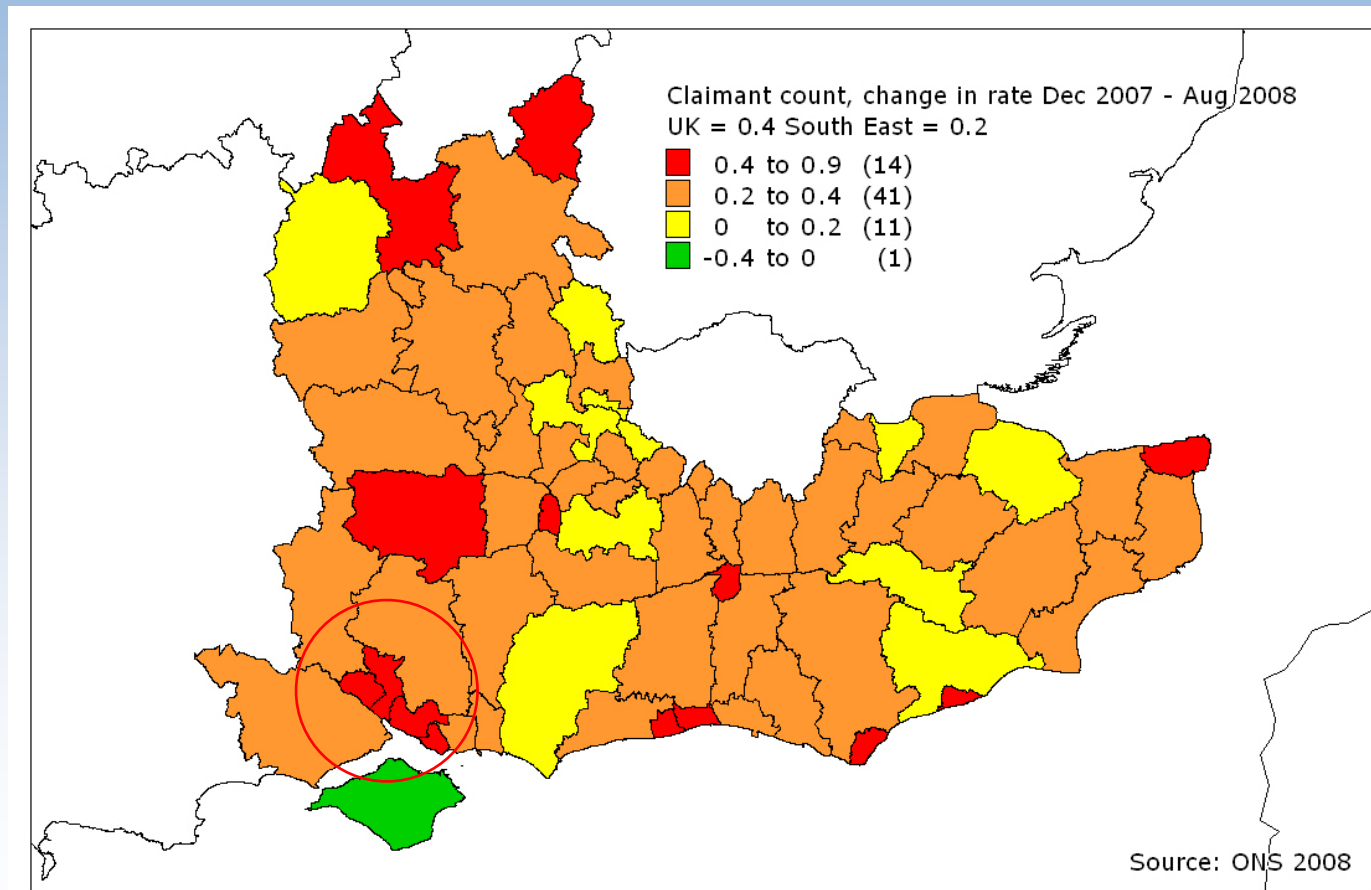 Claimant count, change in rate Dec 2007 - Aug 2008
UK = 0.4 South East = 0.2
0.4 to 0.9 (14)
0.2 to 0.4 (41)
0 to 0.2 (11)
-0.4 to 0 (1)
Source: ONS 2008